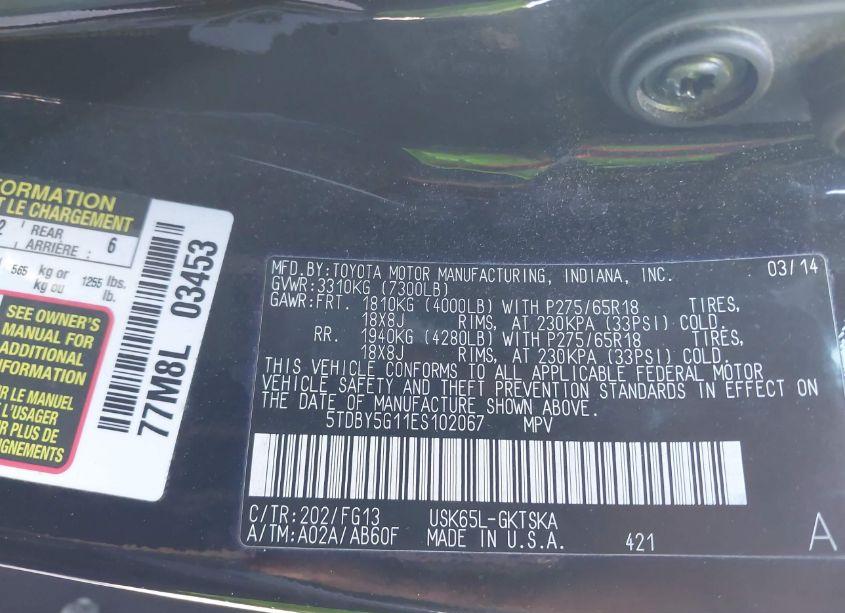 FORMATION
T LE CHARGEMENT
2 REAR 6
ARRIÈRE :
565 kg or 1255 lbs.
kg ou lb.
SEE OWNER'S
MANUAL FOR
ADDITIONAL
INFORMATION
LE MANUEL
L'USAGER
PLUS DE
77M8L 03453
MFD.BY:TOYOTA MOTOR MANUFACTURING, INDIANA, INC. 03/14
GVWR:3310KG (7300LB)
GAWR:FRT. 1810KG (4000LB) WITH P275/65R18 TIRES,
18X8J RIMS, AT 230KPA (33PSI) COLD.
RR. 1940KG (4280LB) WITH P275/65R18 TIRES,
18X8J RIMS, AT 230KPA (33PSI) COLD.
THIS VEHICLE CONFORMS TO ALL APPLICABLE FEDERAL MOTOR
VEHICLE SAFETY AND THEFT PREVENTION STANDARDS IN EFFECT ON
THE DATE OF MANUFACTURE SHOWN ABOVE.
5TDBY5G11ES102067 MPV
C/TR:202/FG13 USK65L-GKTSKA
A/TM:A02A/AB60F MADE IN U.S.A. 421 A